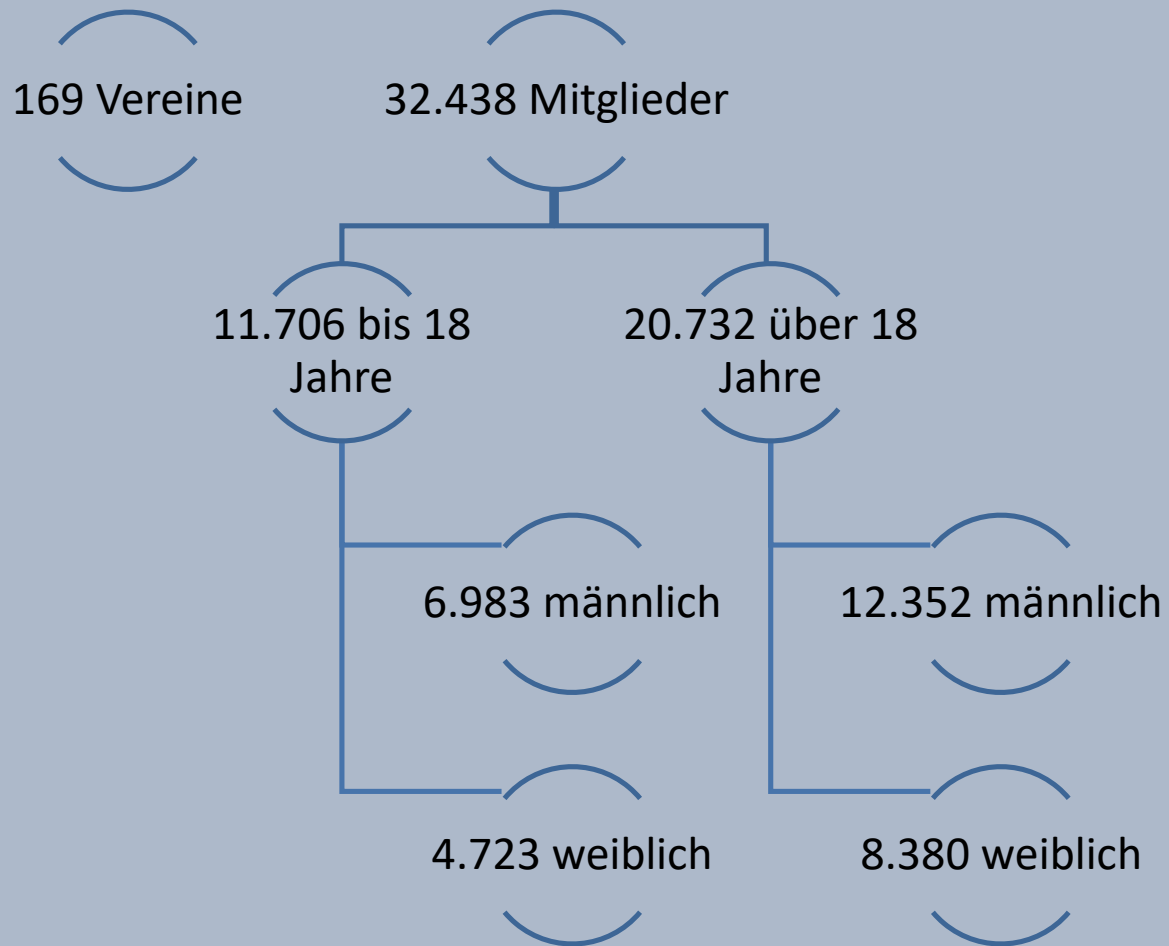 169 Vereine
32.438 Mitglieder
11.706 bis 18
Jahre
20.732 über 18
Jahre
6.983 männlich
12.352 männlich
4.723 weiblich
8.380 weiblich